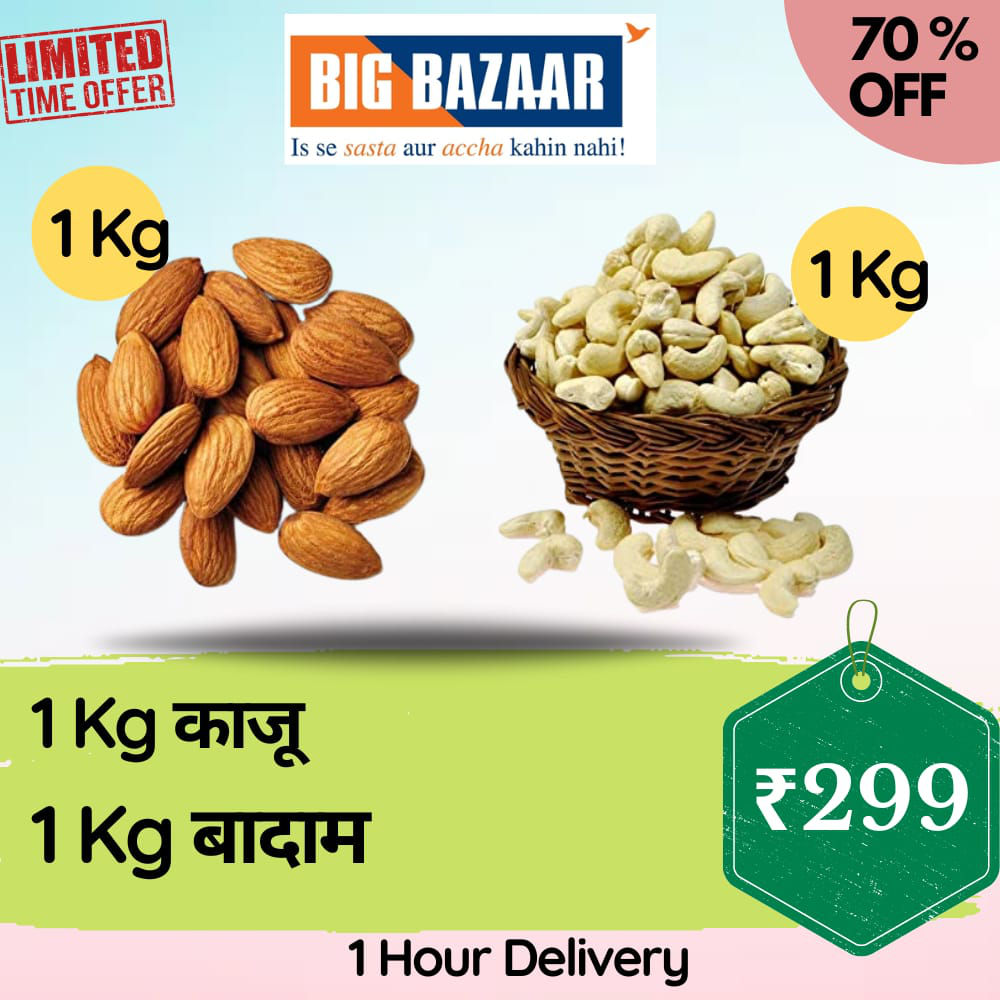 LIMITED
TIME OFFER
BIG BAZAAR
Is se sasta aur accha kahin nahi!
70 %
OFF
1 Kg
1 Kg
1 Kg काजू
1 Kg बादाम
₹299
1 Hour Delivery